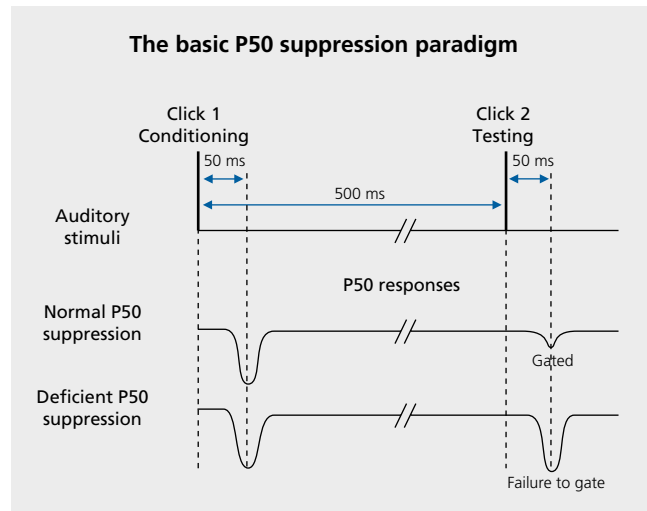 The basic P50 suppression paradigm
Click 1
Conditioning
Click 2
Testing
50 ms
50 ms
500 ms
Auditory
stimuli
P50 responses
Normal P50
suppression
Gated
Deficient P50
suppression
Failure to gate